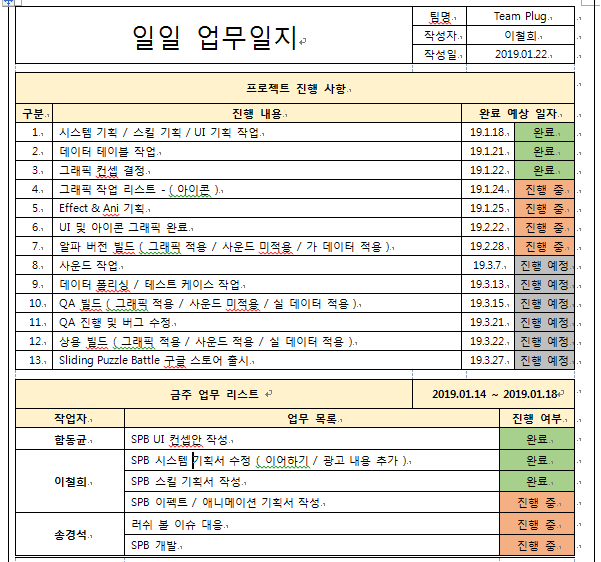 일일 업무일지
팀명 Team Plug.
작성자 이철희
작성일 2019.01.22.
프로젝트 진행 사항
구분 진행 내용 완료 예상 일자
1. 시스템 기획 / 스킬 기획 / UI 기획 작업 19.1.18. 완료
2. 데이터 테이블 작업 19.1.21. 완료
3. 그래픽 컨셉 결정 19.1.22. 완료
4. 그래픽 작업 리스트 - ( 아이콘 ) 19.1.24. 진행 중
5. Effect & Ani 기획 19.1.25. 진행 중
6. UI 및 아이콘 그래픽 완료 19.2.22. 진행 중
7. 알파 버전 빌드 ( 그래픽 적용 / 사운드 미적용 / 가 데이터 적용 ) 19.2.28. 진행 중
8. 사운드 작업 19.3.7. 진행 예정
9. 데이터 폴리싱 / 테스트 케이스 작업 19.3.13. 진행 예정
10. QA 빌드 ( 그래픽 적용 / 사운드 미적용 / 실 데이터 적용 ) 19.3.15. 진행 예정
11. QA 진행 및 버그 수정 19.3.21. 진행 예정
12. 상용 빌드 ( 그래픽 적용 / 사운드 적용 / 실 데이터 적용 ) 19.3.22. 진행 예정
13. Sliding Puzzle Battle 구글 스토어 출시 19.3.27. 진행 예정
금주 업무 리스트 2019.01.14 ~ 2019.01.18
작업자 업무 목록 진행 여부
함동균 SPB UI 컨셉안 작성 완료
이철희 SPB 시스템 기획서 수정 ( 이어하기 / 광고 내용 추가 ) 완료
SPB 스킬 기획서 작성 완료
SPB 이펙트 / 애니메이션 기획서 작성 진행 중
송경석 러쉬 볼 이슈 대응 진행 중
SPB 개발 진행 중